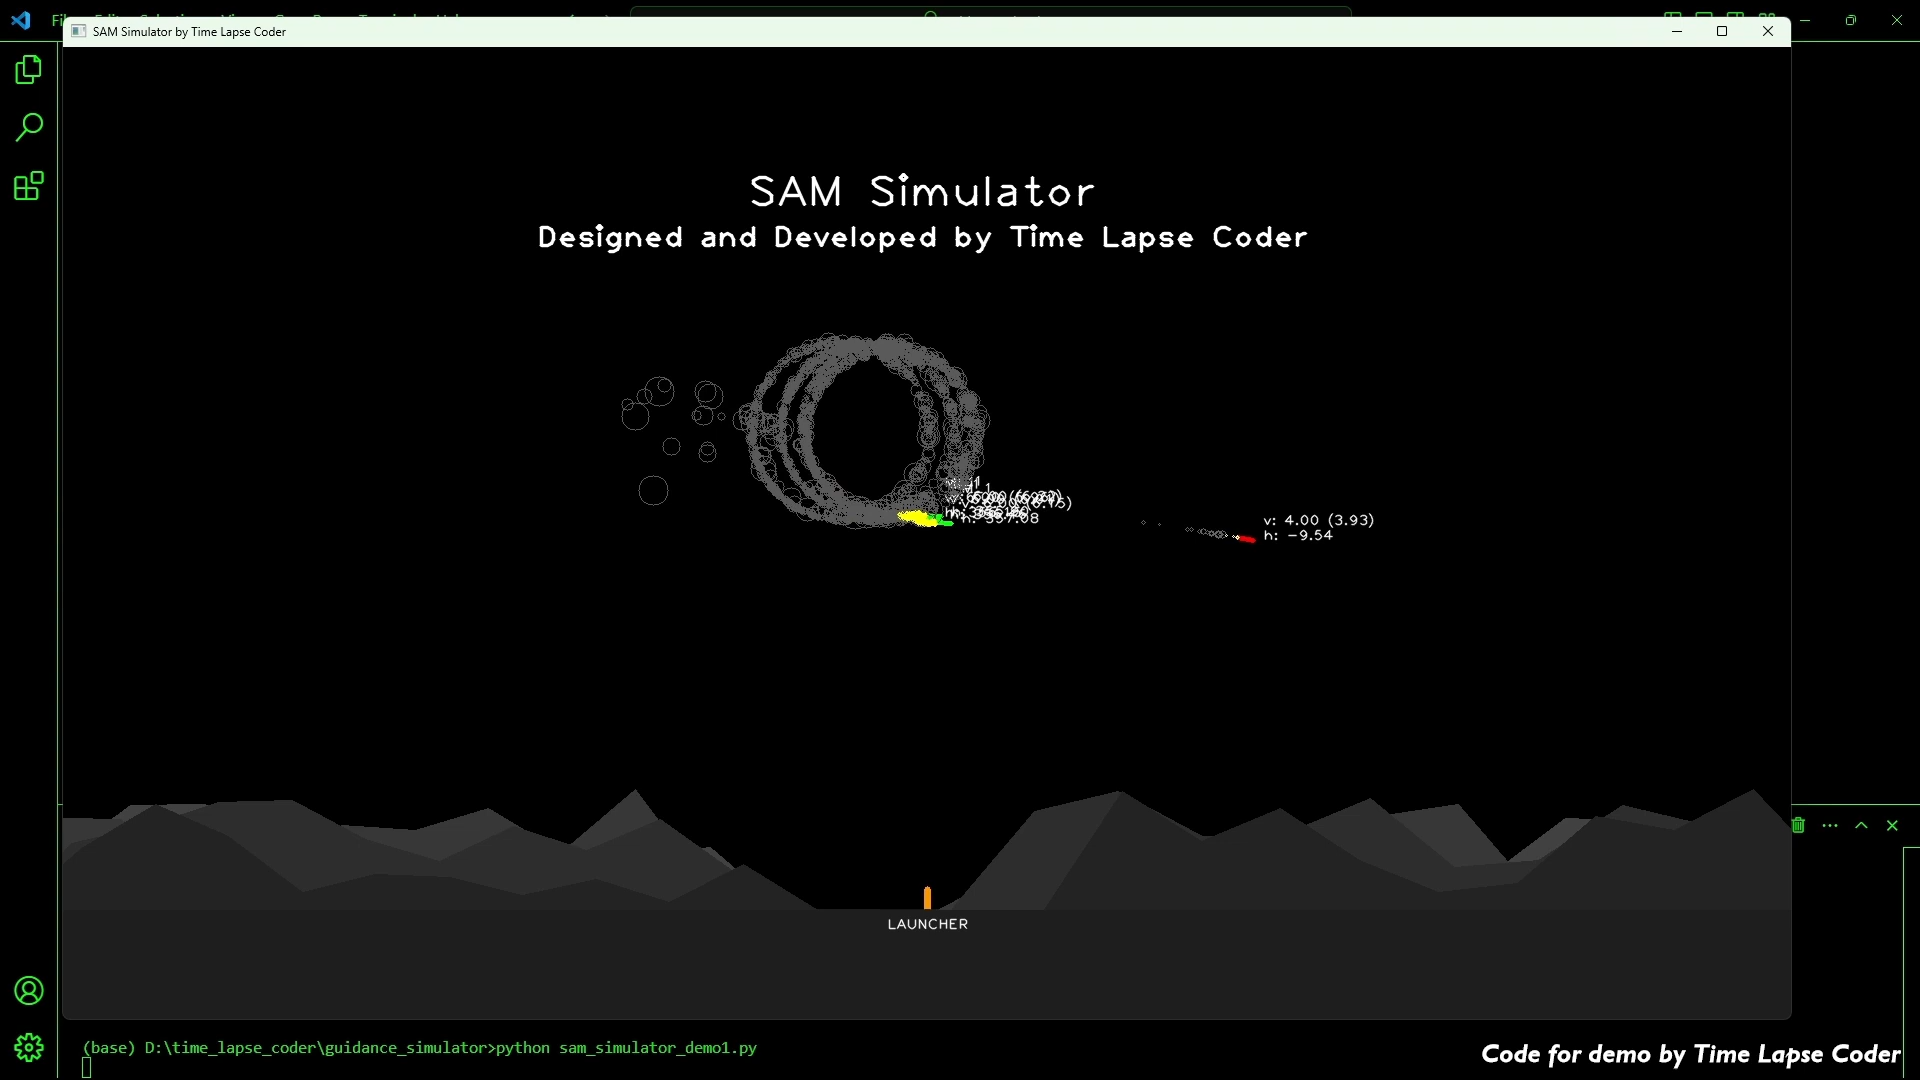 SAM Simulator by Time Lapse Coder
SAM Simulator
Designed and Developed by Time Lapse Coder
v: 4.00 (3.93)
h: -9.54
LAUNCHER
(base) D:\time_lapse_coder\guidance_simulator>python sam_simulator_demo1.py
Code for demo by Time Lapse Coder